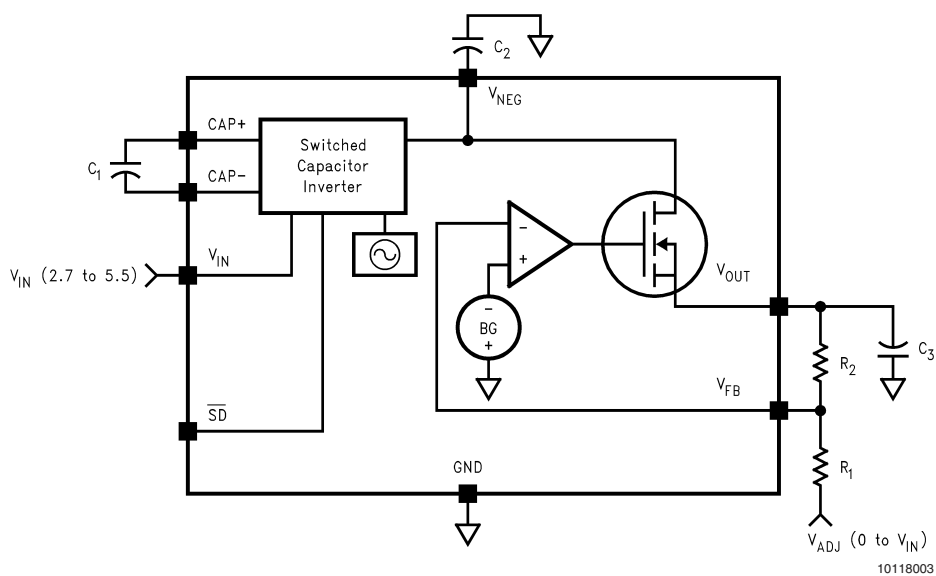 C2
VNEG
CAP+
Switched
Capacitor
Inverter
C1
CAP−
−
VIN
VIN (2.7 to 5.5)
+
VOUT
−
BG
+
C3
R2
VFB
S̅D̅
GND
R1
VADJ (0 to VIN)
10118003